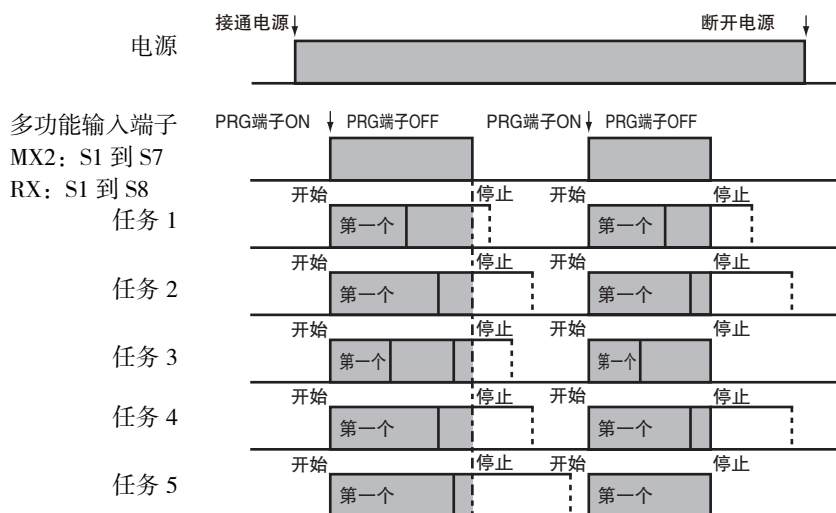 接通电源 断开电源
电源
多功能输入端子 PRG端子ON PRG端子OFF PRG端子ON PRG端子OFF
MX2：S1 到 S7
RX：S1 到 S8
开始 停止 开始 停止
任务 1 第一个 第一个
开始 停止 开始 停止
任务 2 第一个 第一个
开始 停止 开始 停止
任务 3 第一个 第一个
开始 停止 开始 停止
任务 4 第一个 第一个
开始 停止 开始 停止
任务 5 第一个 第一个